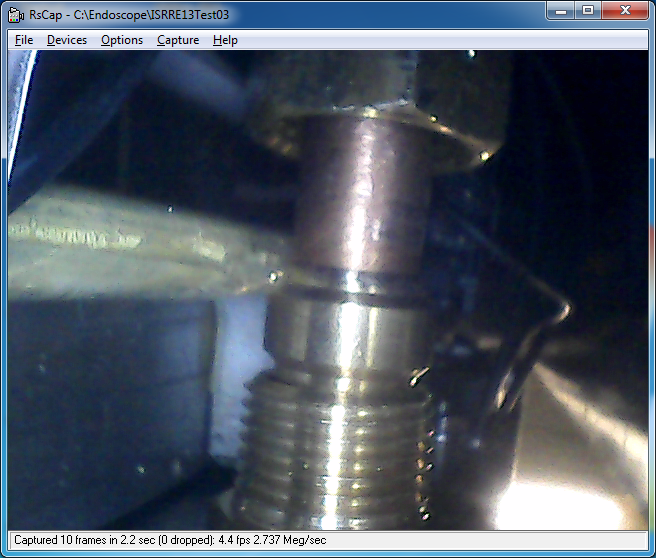 RsCap - C:\Endoscope\ISRRE13Test03
File Devices Options Capture Help
Captured 10 frames in 2.2 sec (0 dropped): 4.4 fps 2.737 Meg/sec